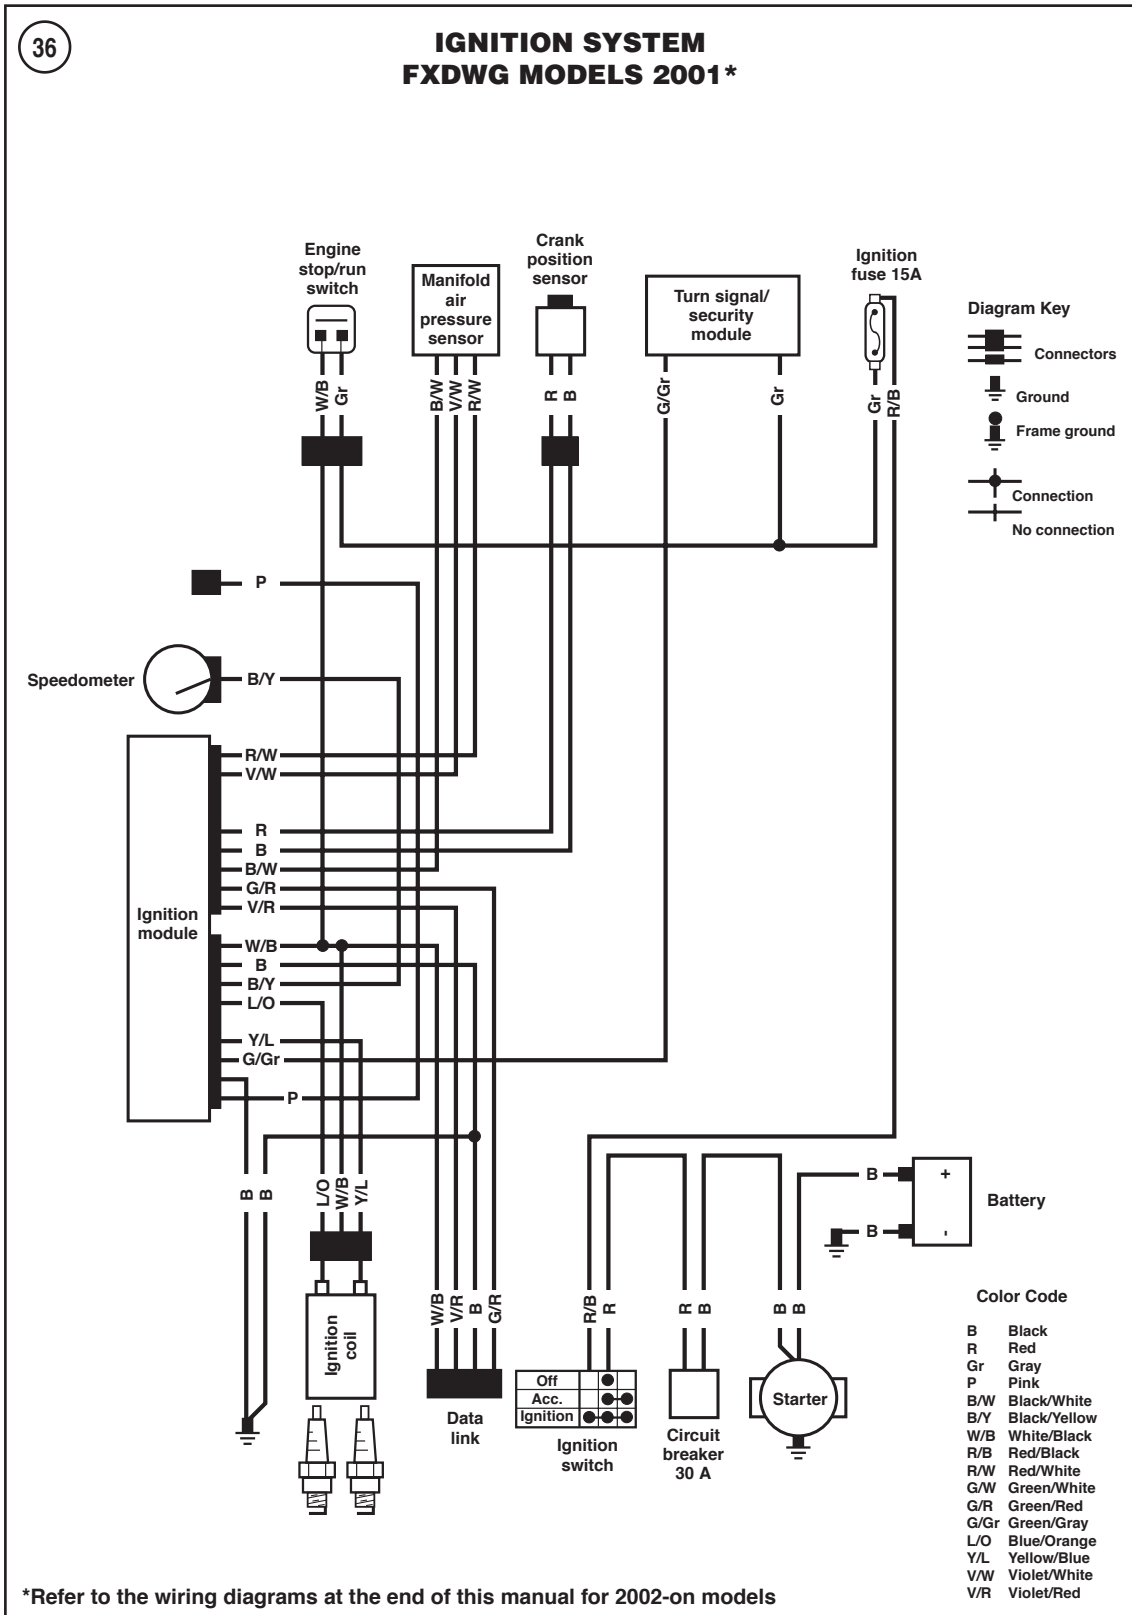 36
IGNITION SYSTEM
FXDWG MODELS 2001*
Engine
stop/run
switch
Manifold
air
pressure
sensor
Crank
position
sensor
Turn signal/
security
module
Ignition
fuse 15A
Diagram Key
Connectors
Ground
Frame ground
Connection
No connection
W/B
Gr
B/W
V/W
R/W
R
B
G/Gr
Gr
Gr
R/B
P
Speedometer
B/Y
Ignition
module
R/W
V/W
R
B
B/W
G/R
V/R
W/B
B
B/Y
L/O
Y/L
G/Gr
P
B
B
L/O
W/B
Y/L
Ignition
coil
W/B
V/R
B
G/R
Data
link
R/B
R
Off
Acc.
Ignition
Ignition
switch
R
B
Circuit
breaker
30 A
B
B
Starter
B
+
B
-
Battery
Color Code
B Black
R Red
Gr Gray
P Pink
B/W Black/White
B/Y Black/Yellow
W/B White/Black
R/B Red/Black
R/W Red/White
G/W Green/White
G/R Green/Red
G/Gr Green/Gray
L/O Blue/Orange
Y/L Yellow/Blue
V/W Violet/White
V/R Violet/Red
*Refer to the wiring diagrams at the end of this manual for 2002-on models